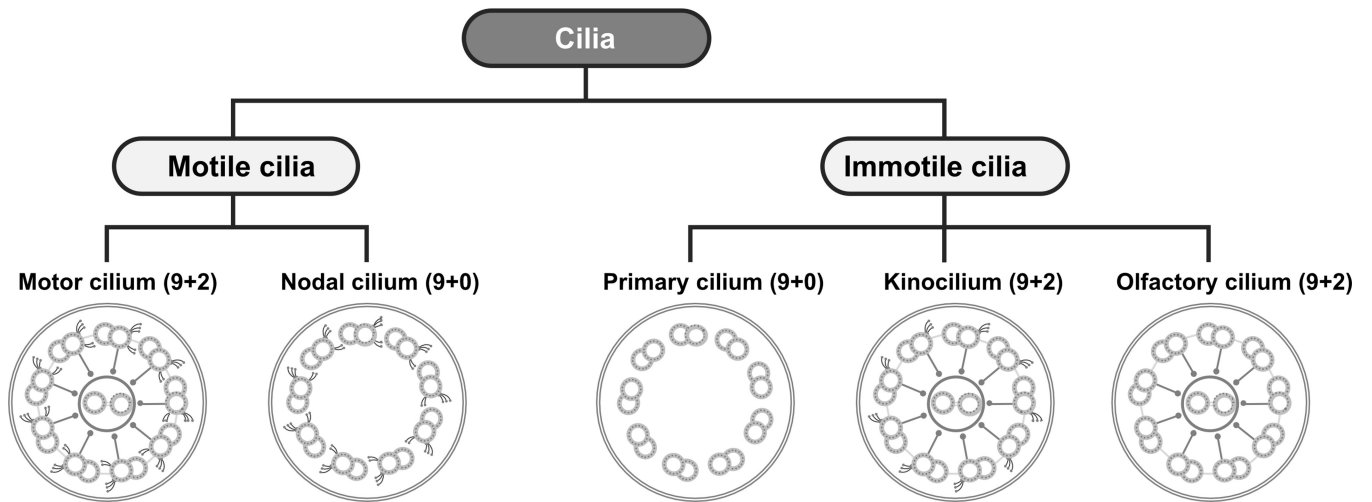 Cilia
Motile cilia
Immotile cilia
Motor cilium (9+2)
Nodal cilium (9+0)
Primary cilium (9+0)
Kinocilium (9+2)
Olfactory cilium (9+2)